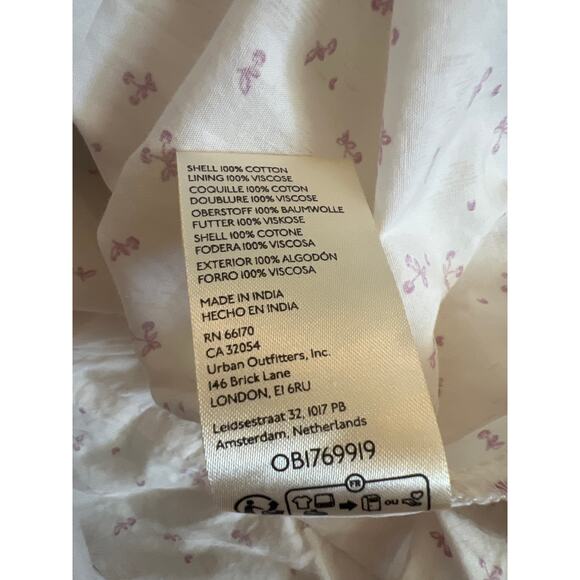 SHELL 100% COTTON
LINING 100% VISCOSE
COQUILLE 100% COTON
DOUBLURE 100% VISCOSE
OBERSTOFF 100% BAUMWOLLE
FUTTER 100% VISKOSE
SHELL 100% COTONE
FODERA 100% VISCOSA
EXTERIOR 100% ALGODÓN
FORRO 100% VISCOSA
MADE IN INDIA
HECHO EN INDIA
RN 66170
CA 32054
Urban Outfitters, Inc.
146 Brick Lane
LONDON, E1 6RU
Leidsestraat 32, 1017 PB
Amsterdam, Netherlands
OB1769919
FR
OU